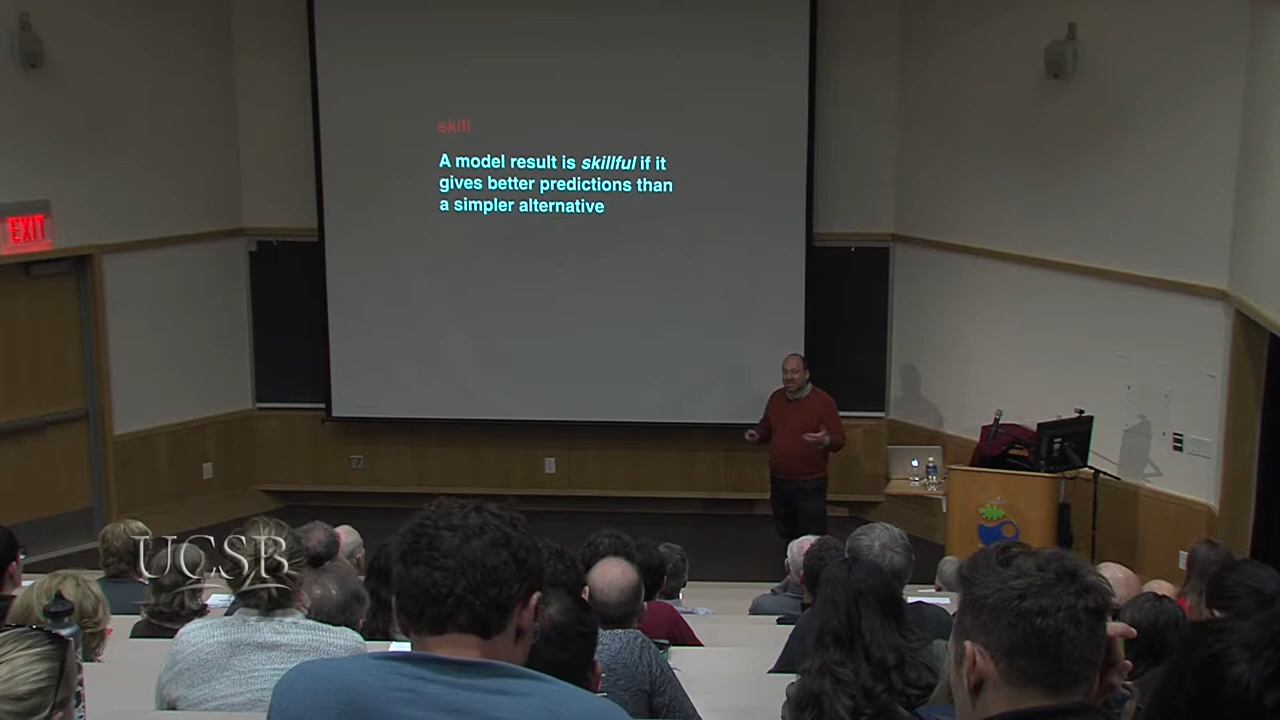 skill
A model result is skillful if it
gives better predictions than
a simpler alternative
EXIT
UCSB